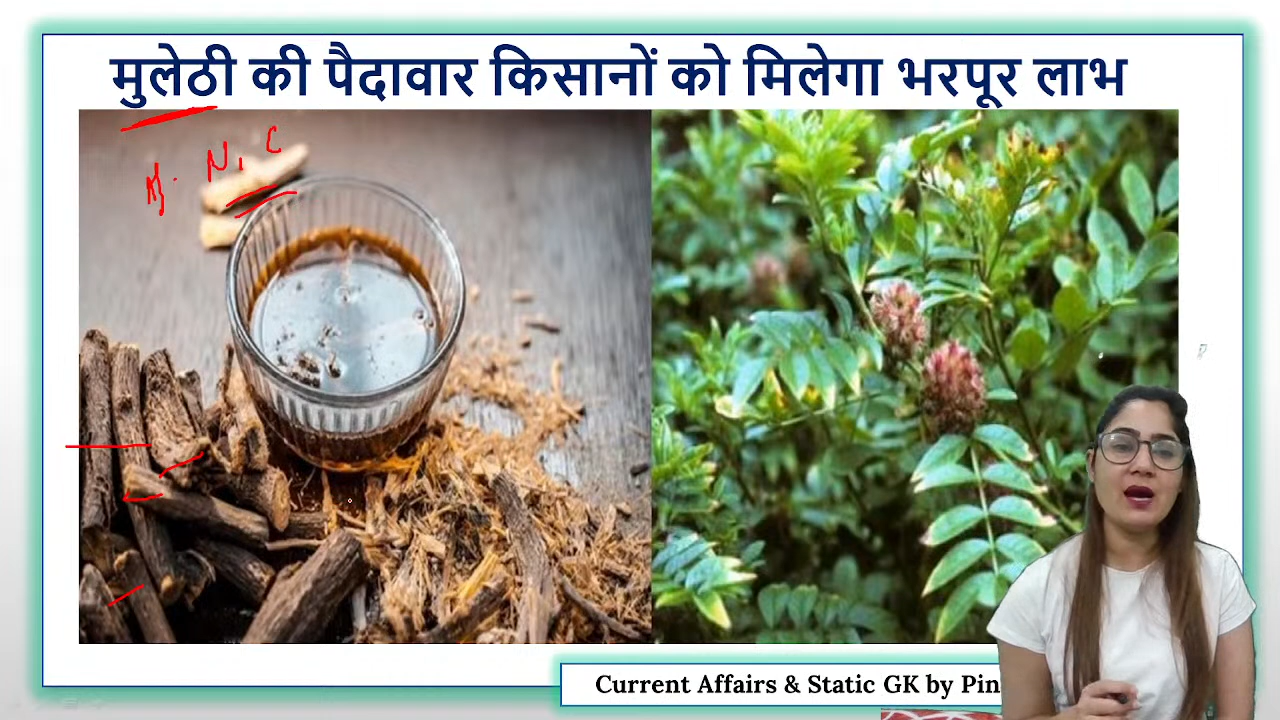 मुलेठी की पैदावार किसानों को मिलेगा भरपूर लाभ
N, C
Current Affairs & Static GK by Pin